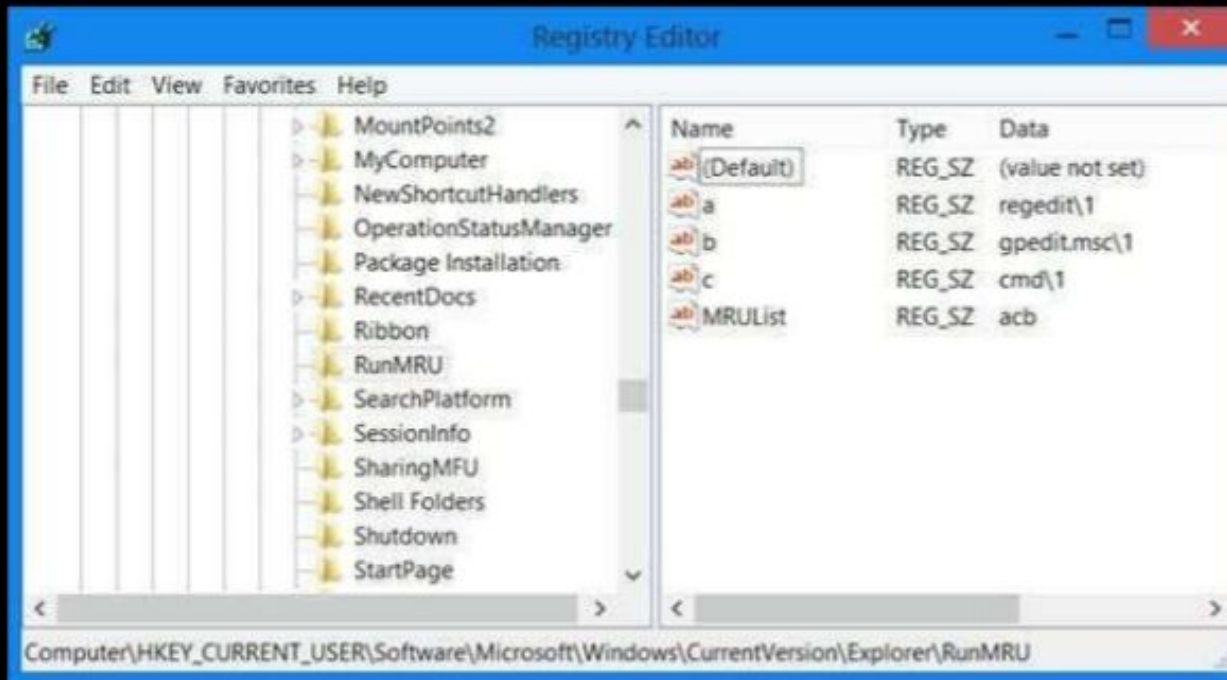 Registry Editor
File Edit View Favorites Help
MountPoints2
MyComputer
NewShortcutHandlers
OperationStatusManager
Package Installation
RecentDocs
Ribbon
RunMRU
SearchPlatform
SessionInfo
SharingMFU
Shell Folders
Shutdown
StartPage
Name Type Data
(Default) REG_SZ (value not set)
a REG_SZ regedit\1
b REG_SZ gpedit.msc\1
c REG_SZ cmd\1
MRUList REG_SZ acb
Computer\HKEY_CURRENT_USER\Software\Microsoft\Windows\CurrentVersion\Explorer\RunMRU